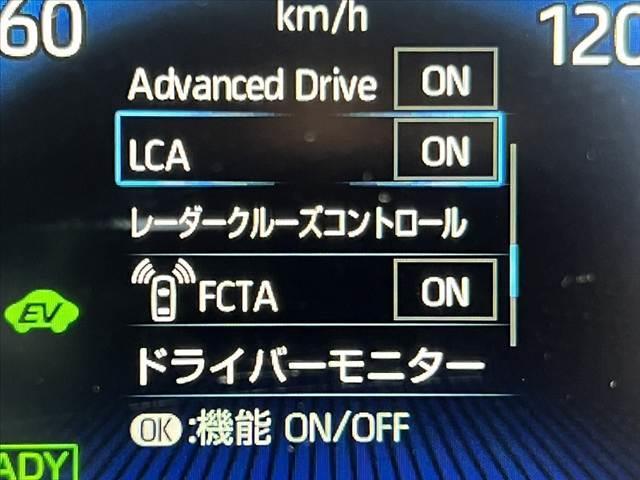 60 km/h 120
Advanced Drive ON
LCA ON
レーダークルーズコントロール
FCTA ON
EV
ドライバーモニター
OK:機能 ON/OFF
ADY